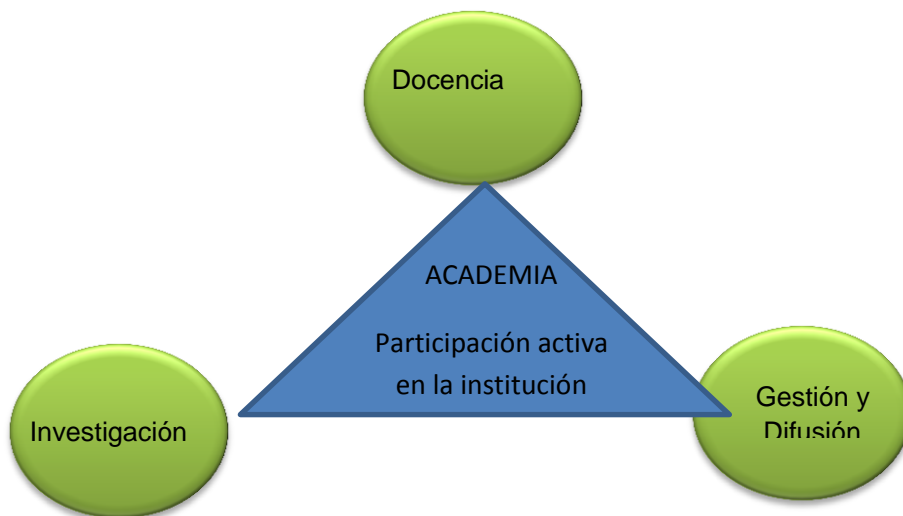 Docencia
ACADEMIA
Participación activa
en la institución
Investigación
Gestión y
Difusión